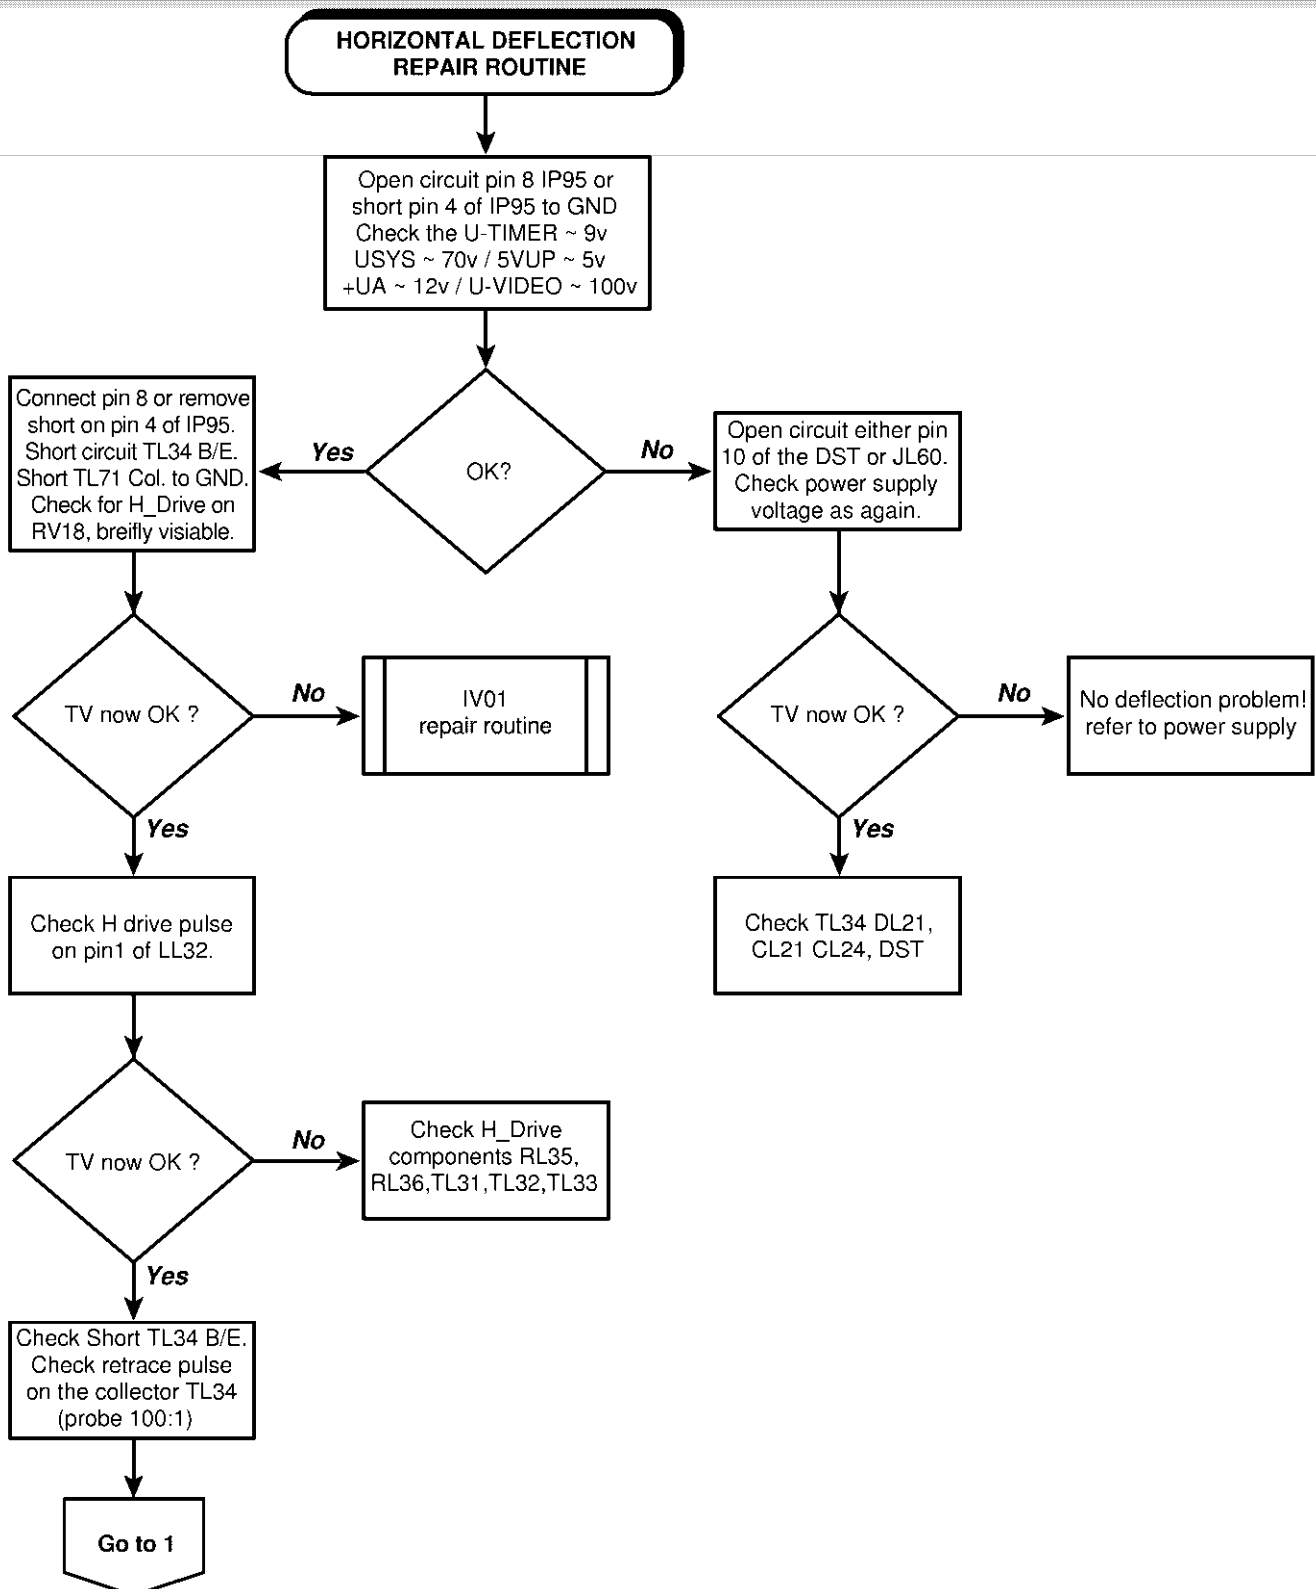 HORIZONTAL DEFLECTION
REPAIR ROUTINE
Open circuit pin 8 IP95 or
short pin 4 of IP95 to GND
Check the U-TIMER ~ 9v
USYS ~ 70v / 5VUP ~ 5v
+UA ~ 12v / U-VIDEO ~ 100v
OK?
Yes
No
Connect pin 8 or remove
short on pin 4 of IP95.
Short circuit TL34 B/E.
Short TL71 Col. to GND.
Check for H_Drive on
RV18, breifly visiable.
Open circuit either pin
10 of the DST or JL60.
Check power supply
voltage as again.
TV now OK ?
No
IV01
repair routine
TV now OK ?
No
No deflection problem!
refer to power supply
Yes
Yes
Check H drive pulse
on pin1 of LL32.
Check TL34 DL21,
CL21 CL24, DST
TV now OK ?
No
Check H_Drive
components RL35,
RL36,TL31,TL32,TL33
Yes
Check Short TL34 B/E.
Check retrace pulse
on the collector TL34
(probe 100:1)
Go to 1